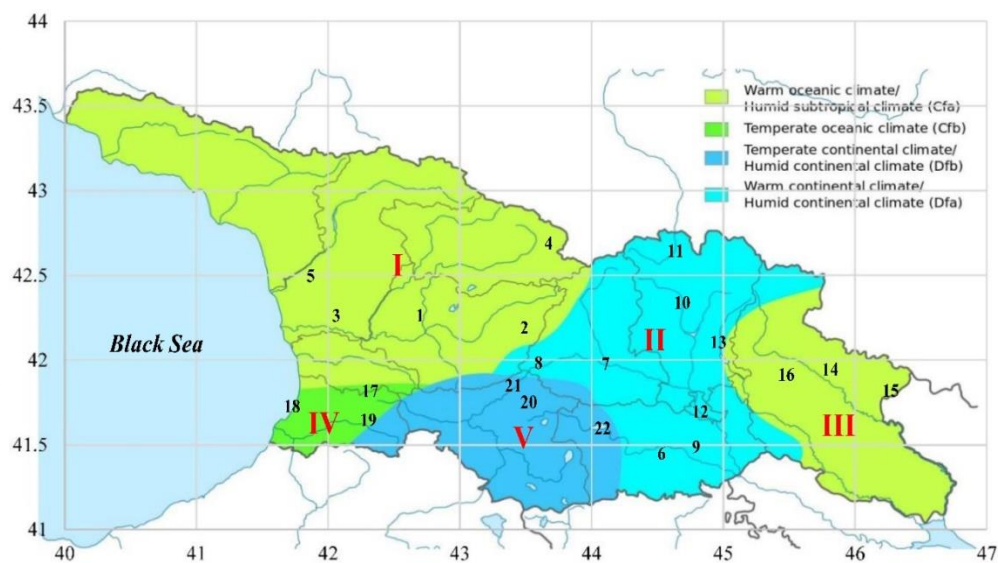 44
43.5
43
42.5
42
41.5
41
40 41 42 43 44 45 46 47
Warm oceanic climate/
Humid subtropical climate (Cfa)
Temperate oceanic climate (Cfb)
Temperate continental climate/
Humid continental climate (Dfb)
Warm continental climate/
Humid continental climate (Dfa)
Black Sea
I
II
III
IV
V
1
2
3
4
5
6
7
8
9
10
11
12
13
14
15
16
17
18
19
20
21
22